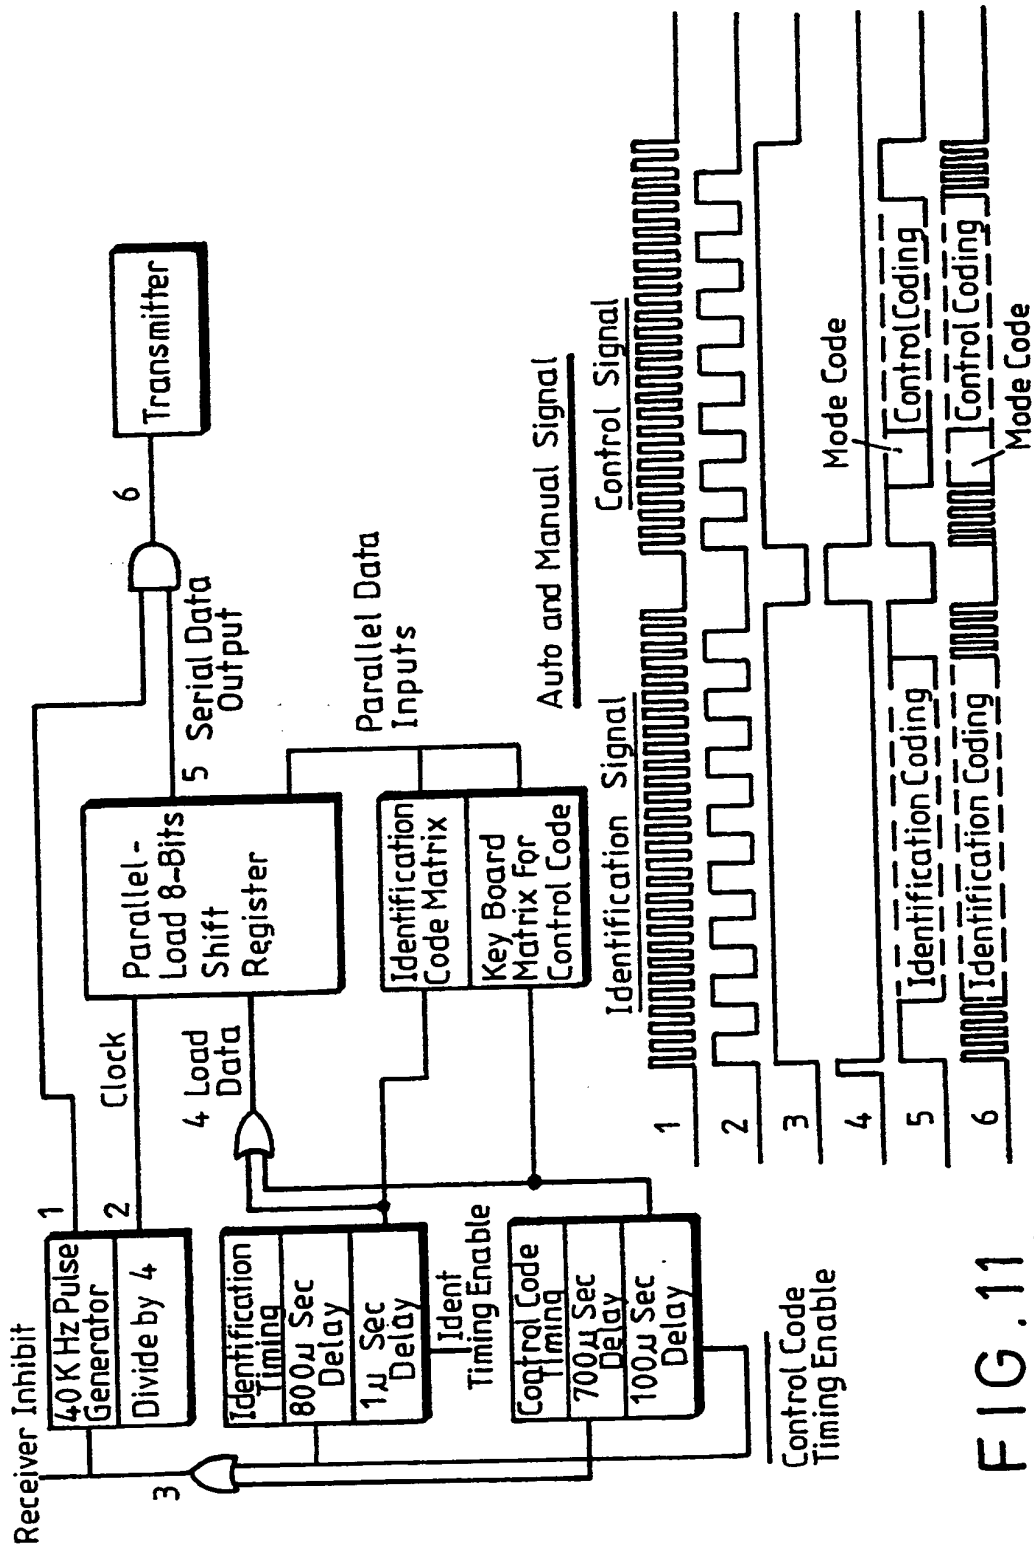 Receiver Inhibit
40 K Hz Pulse
Generator
Divide by 4
1
2
3
Clock
Identification
Timing
800µ Sec
Delay
1µ Sec
Delay
Ident
Timing Enable
Control Code
Timing
700µ Sec
Delay
100µ Sec
Delay
Control Code
Timing Enable
4 Load
Data
Parallel-
Load 8-Bits
Shift
Register
Identification
Code Matrix
Key Board
Matrix For
Control Code
5
Serial Data
Output
Parallel Data
Inputs
6
Transmitter
Auto and Manual Signal
Identification Signal
Control Signal
1
2
3
4
5
6
Identification Coding
Mode Code
Control Coding
Identification Coding
Control Coding
Mode Code
FIG. 11